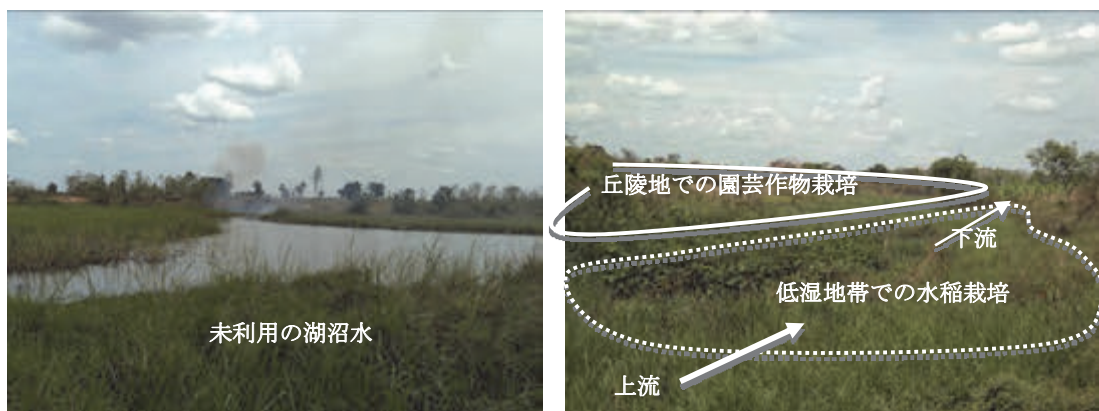 未利用の湖沼水
丘陵地での園芸作物栽培
下流
低湿地帯での水稲栽培
上流